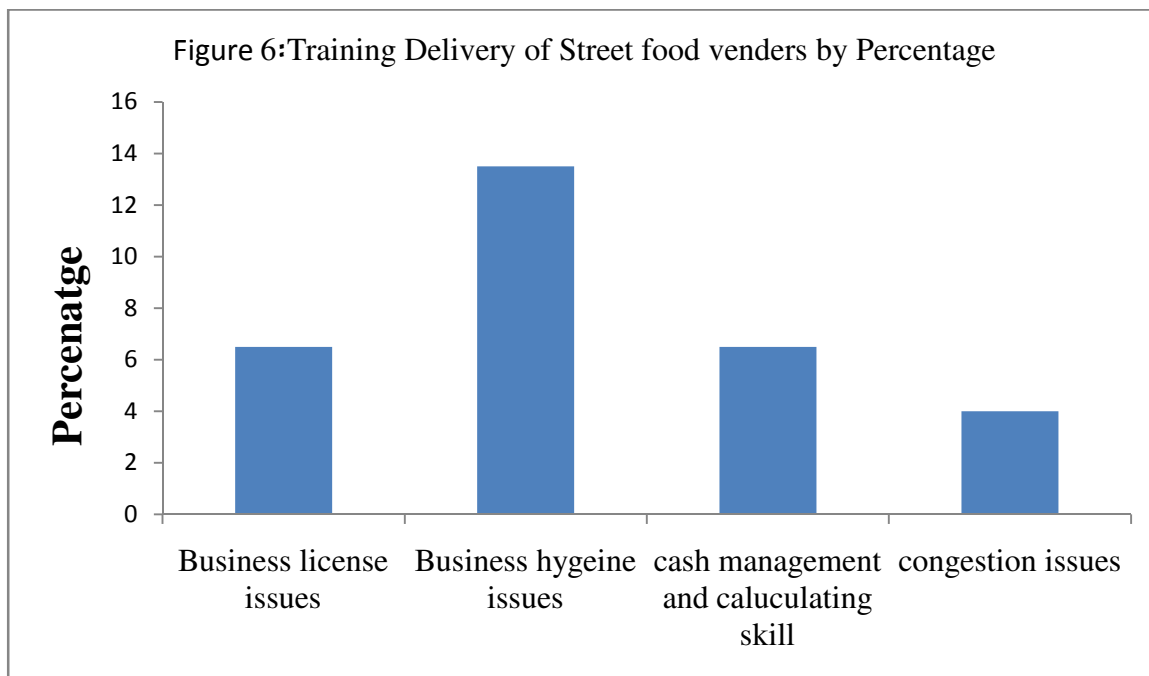 Figure 6:Training Delivery of Street food venders by Percentage
16
14
12
10
8
6
4
2
0
Percenatge
Business license
issues
Business hygeine
issues
cash management
and caluculating
skill
congestion issues